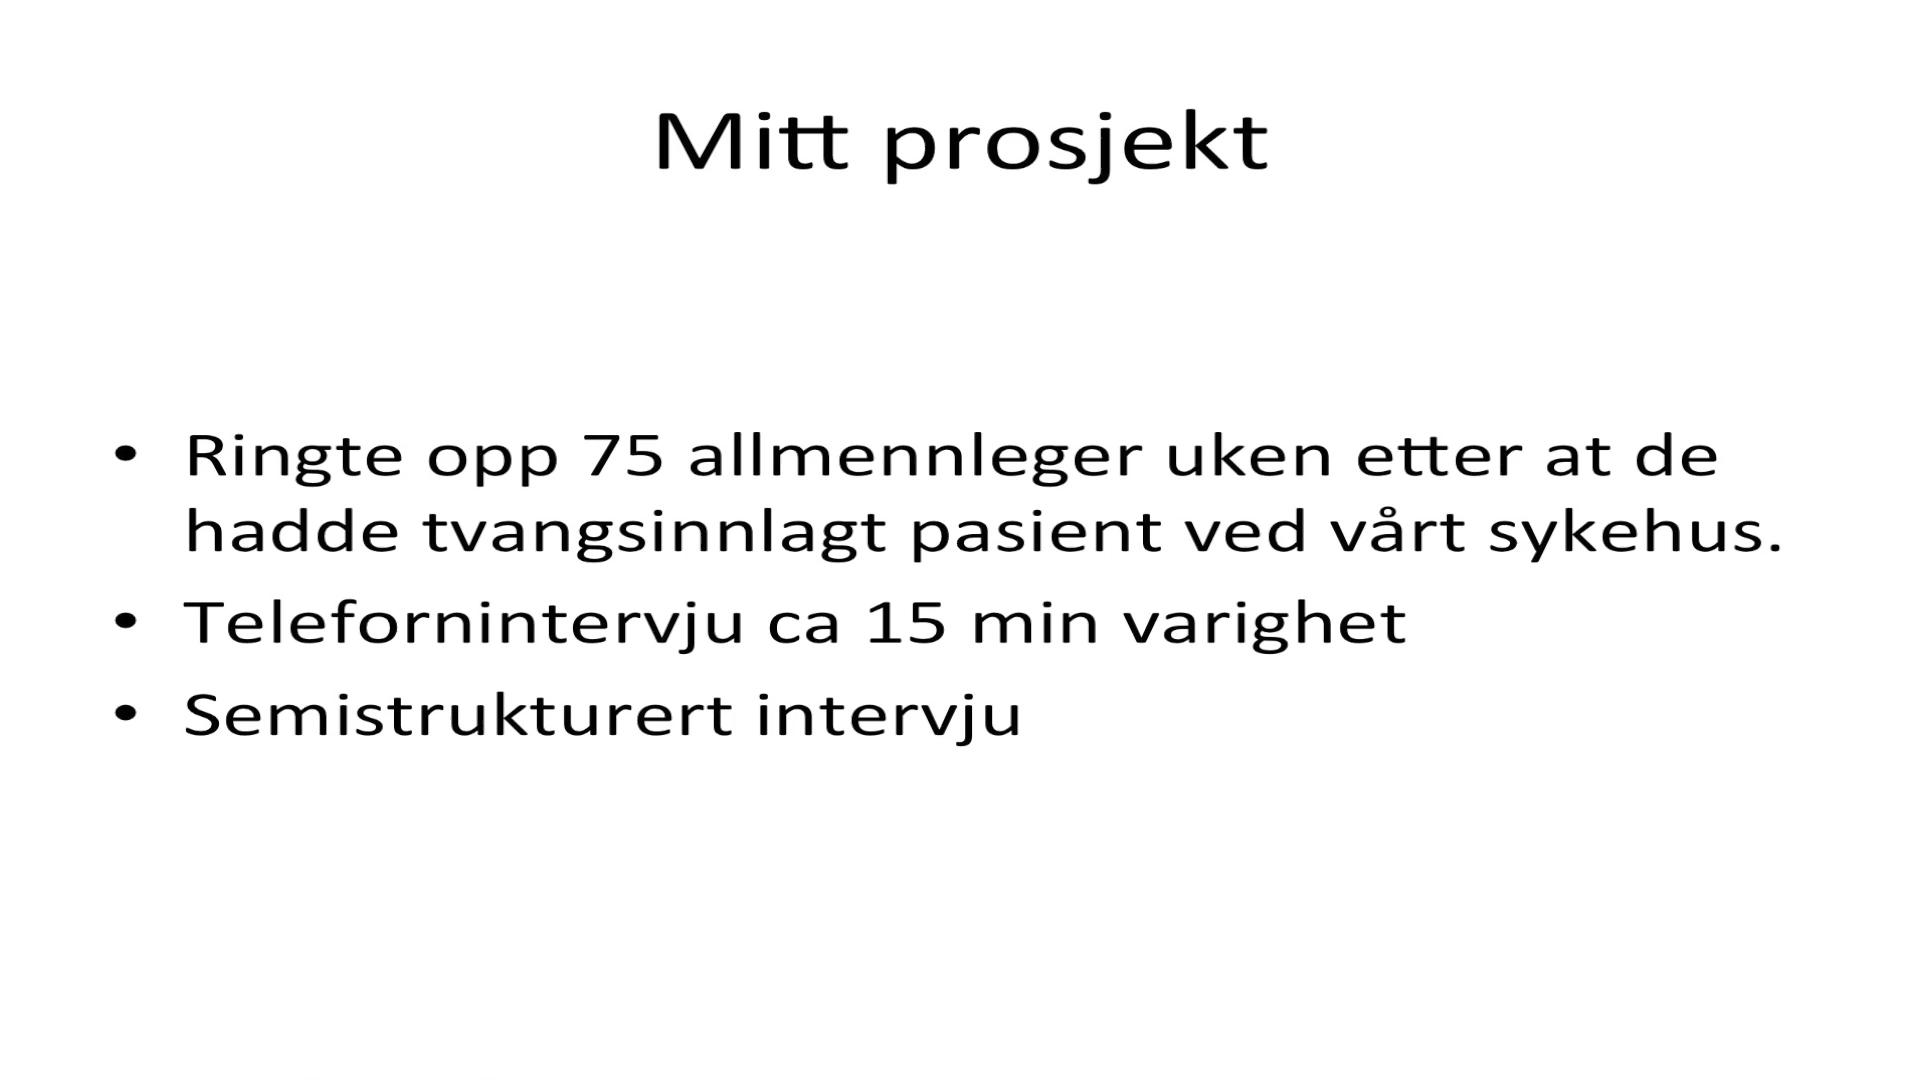 Mitt prosjekt
• Ringte opp 75 allmennleger uken etter at de
hadde tvangsinnlagt pasient ved vårt sykehus.
• Telefornintervju ca 15 min varighet
• Semistrukturert intervju